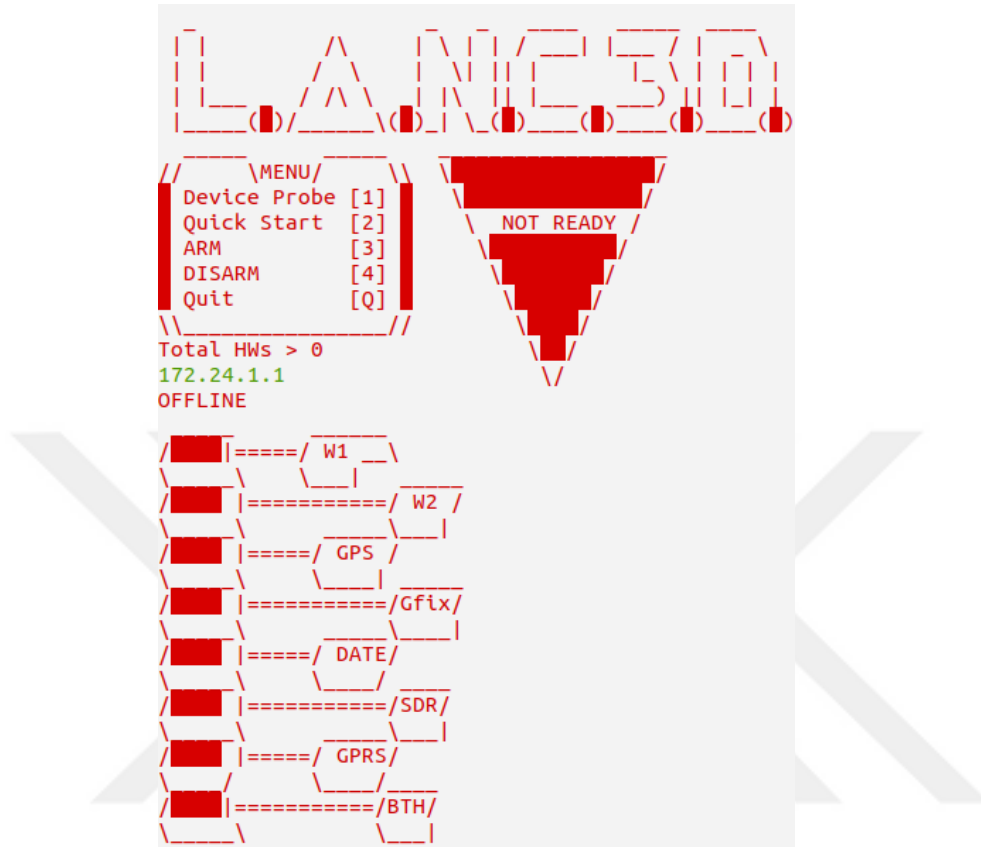 L.A.N.C.3.D.
MENU
Device Probe [1]
Quick Start [2]
ARM [3]
DISARM [4]
Quit [Q]
NOT READY
Total HWs > 0
172.24.1.1
OFFLINE
W1
W2
GPS
Gfix
DATE
SDR
GPRS
BTH